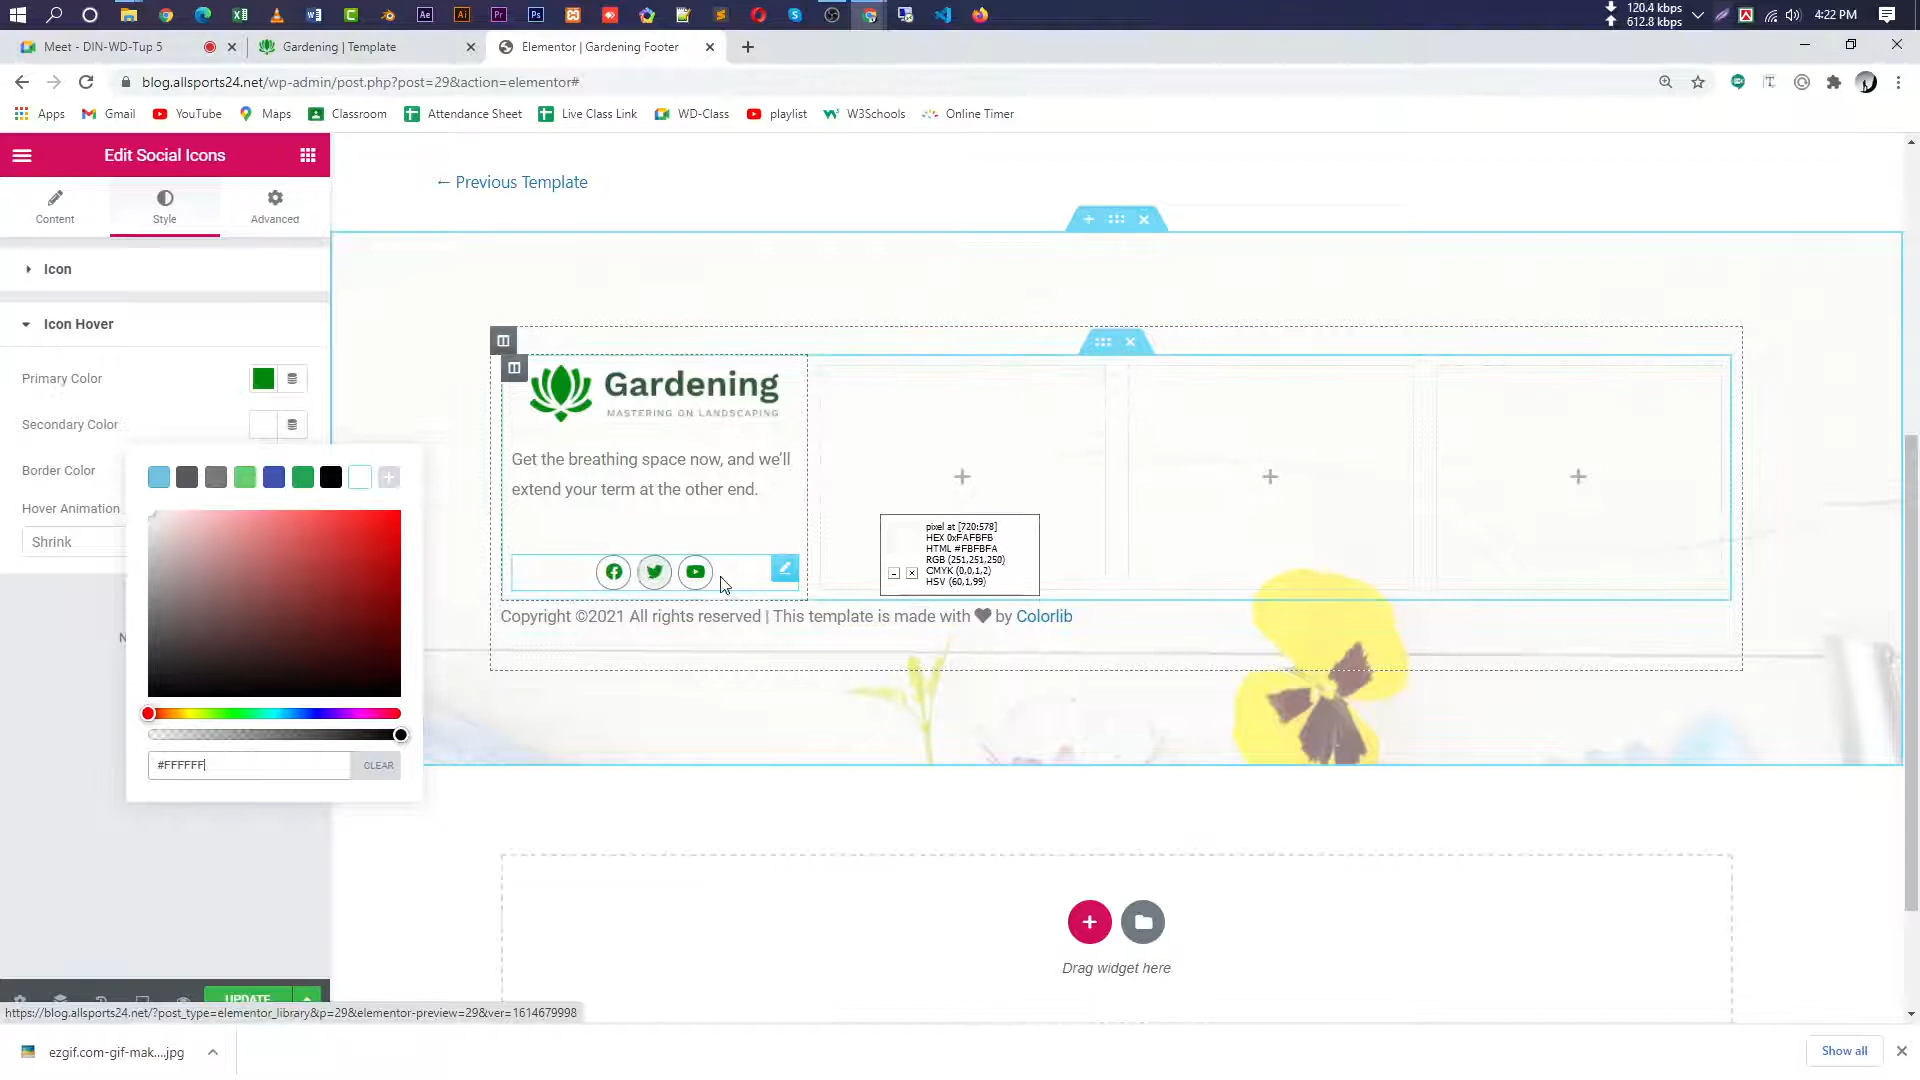 120.4 kbps
612.8 kbps
4:22 PM
Meet - DIN-WD-Tup 5
Gardening | Template
Elementor | Gardening Footer
blog.allsports24.net/wp-admin/post.php?post=29&action=elementor#
Apps
Gmail
YouTube
Maps
Classroom
Attendance Sheet
Live Class Link
WD-Class
playlist
W3Schools
Online Timer
Edit Social Icons
← Previous Template
Content
Style
Advanced
Icon
Icon Hover
Primary Color
Secondary Color
Border Color
Hover Animation
Shrink
#FFFFFF
CLEAR
Gardening
MASTERING ON LANDSCAPING
Get the breathing space now, and we'll
extend your term at the other end.
pixel at [720:578]
HEX 0xFAFBFB
HTML #FBFBFA
RGB (251,251,250)
CMYK (0,0,1,2)
HSV (60,1,99)
Copyright ©2021 All rights reserved | This template is made with ♥ by Colorlib
Drag widget here
UPDATE
https://blog.allsports24.net/?post_type=elementor_library&p=29&elementor-preview=29&ver=1614679998
ezgif.com-gif-mak....jpg
Show all